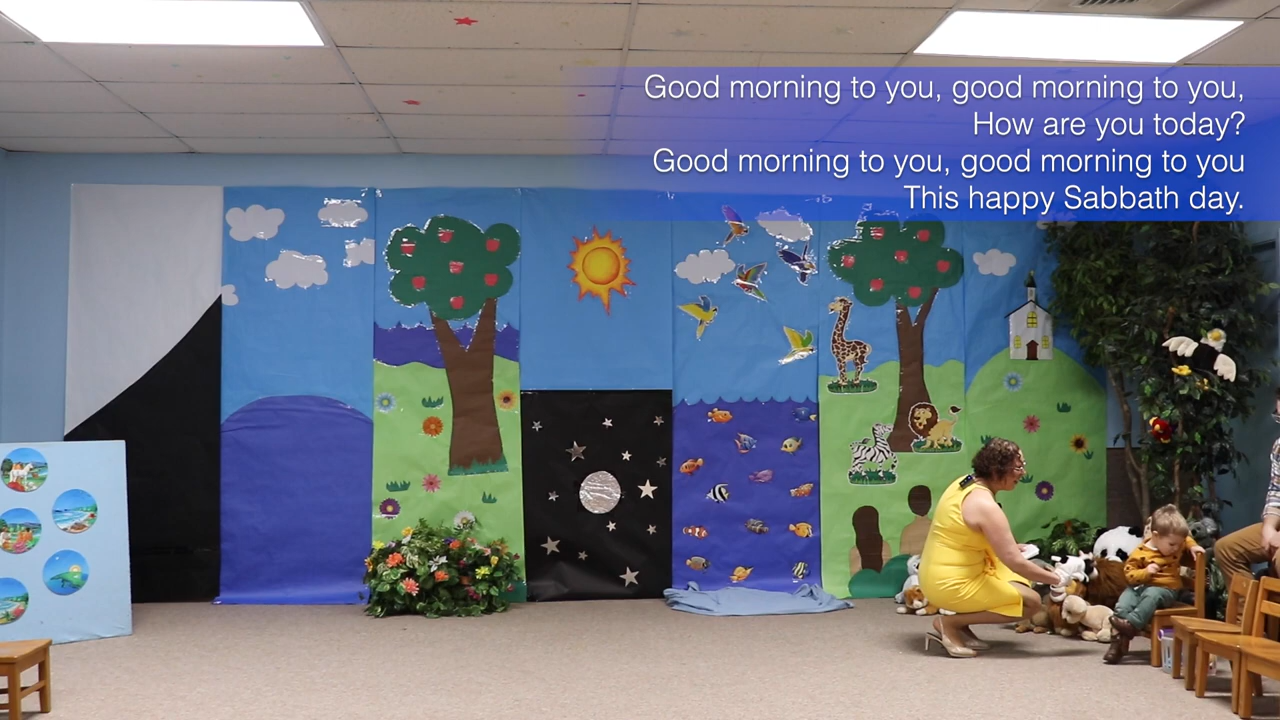 Good morning to you, good morning to you,
How are you today?
Good morning to you, good morning to you
This happy Sabbath day.